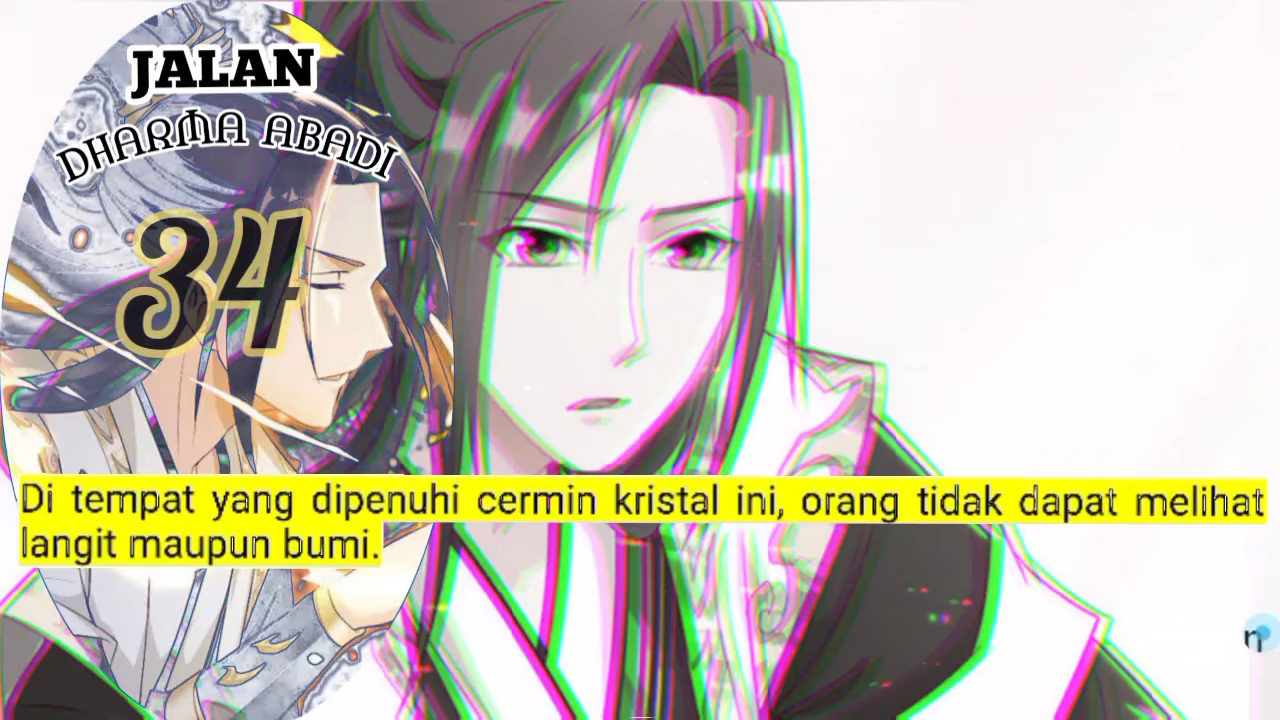 JALAN
DHARMA ABADI
34
Di tempat yang dipenuhi cermin kristal ini, orang tidak dapat melihat
langit maupun bumi.
n